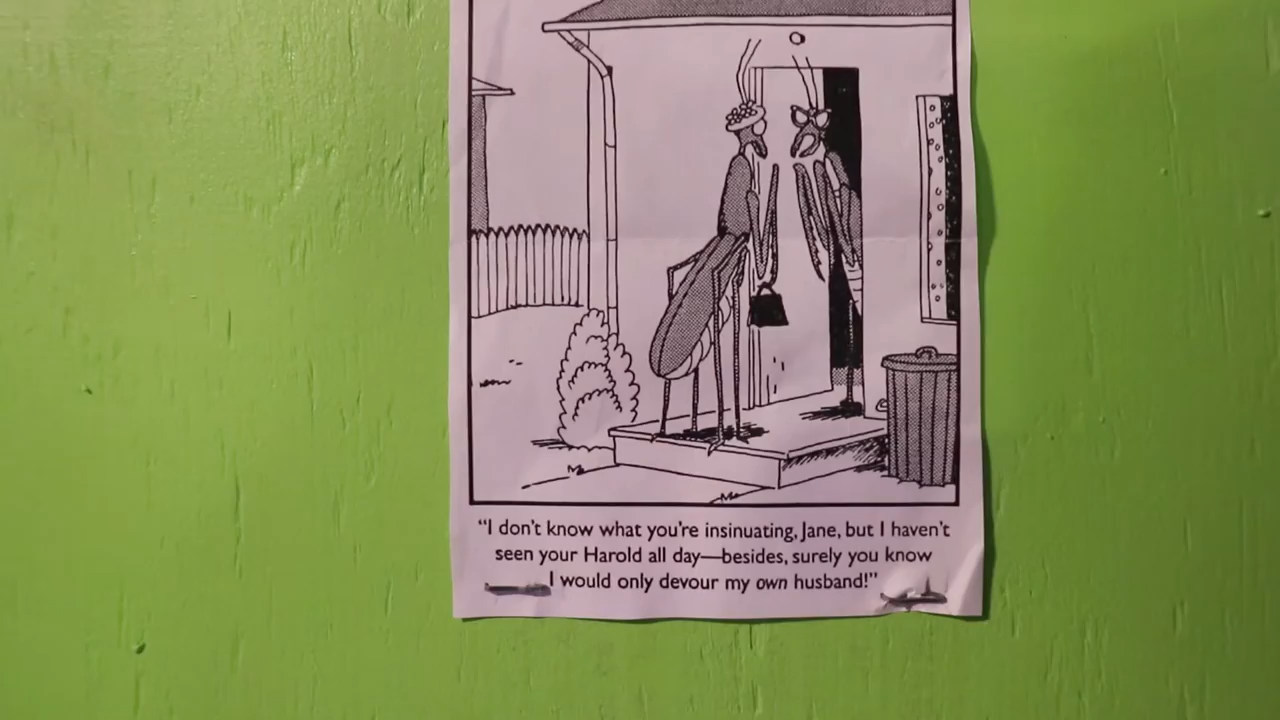 “I don't know what you're insinuating, Jane, but I haven't
seen your Harold all day—besides, surely you know
I would only devour my own husband!”